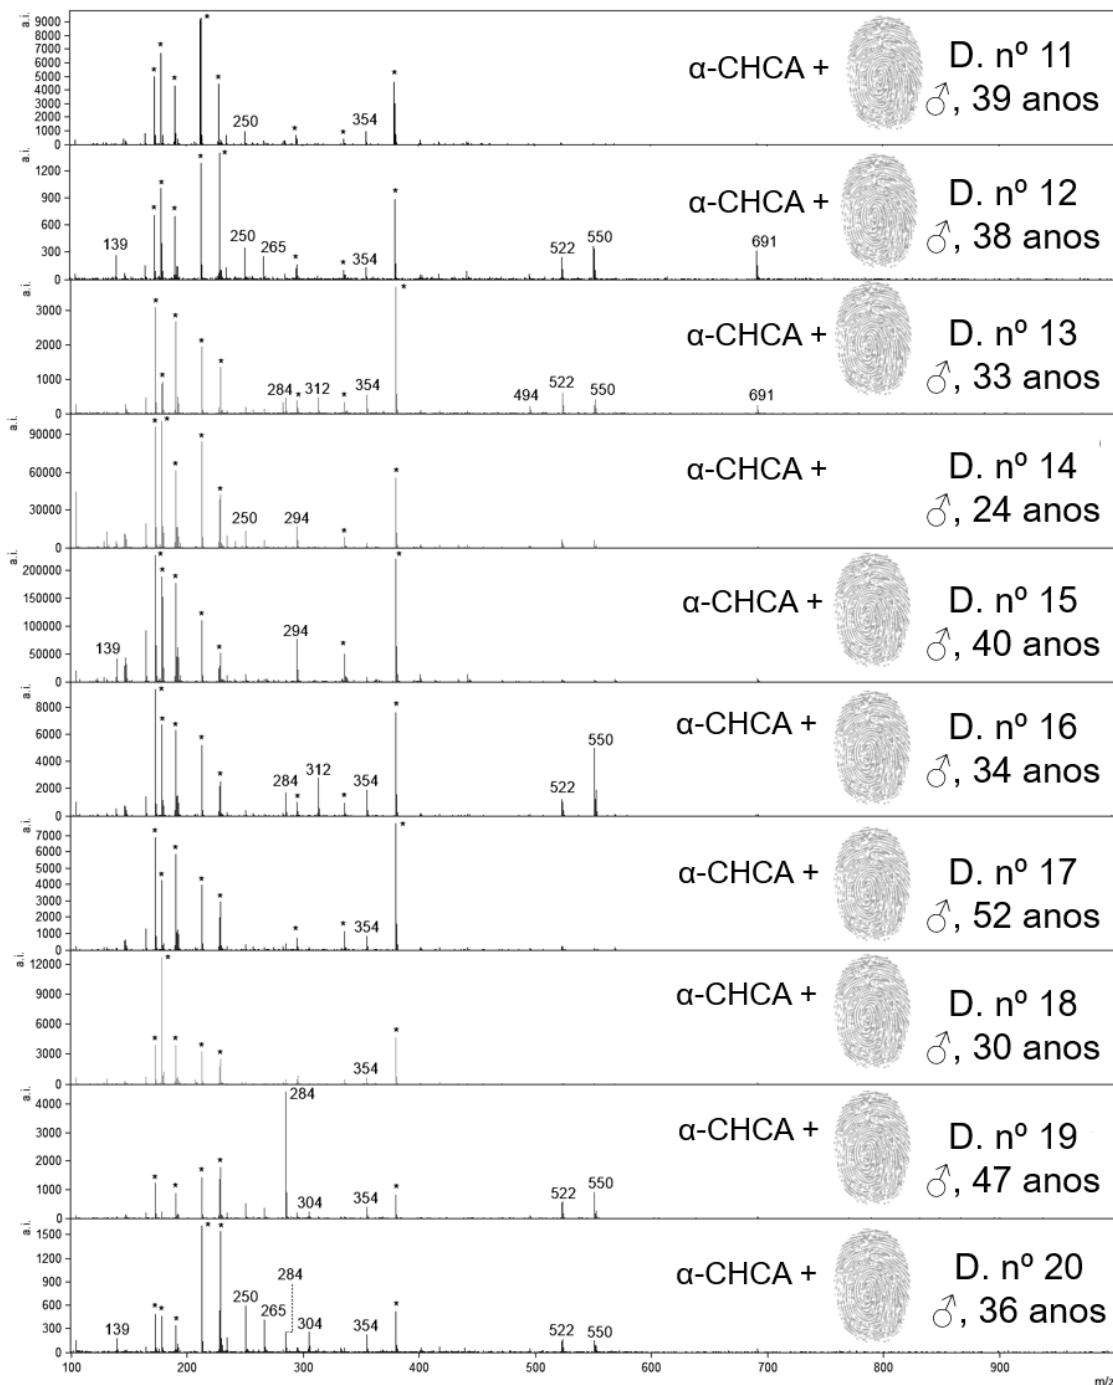 a.i.
9000
8000
7000
6000
5000
4000
3000
2000
1000
0
* * * * * 250 * * 354 *
α-CHCA +
D. nº 11
♂, 39 anos
a.i.
1200
900
600
300
0
139 * * * * * 250 265 * * 354 * 522 550 691
α-CHCA +
D. nº 12
♂, 38 anos
a.i.
3000
2000
1000
0
* * * * * 284 * 312 * 354 * 494 522 550 691
α-CHCA +
D. nº 13
♂, 33 anos
a.i.
90000
60000
30000
0
* * * * * 250 294 * *
α-CHCA +
D. nº 14
♂, 24 anos
a.i.
200000
150000
100000
50000
0
139 * * * * * 294 * *
α-CHCA +
D. nº 15
♂, 40 anos
a.i.
8000
6000
4000
2000
0
* * * * * 284 * 312 * 354 * 522 550
α-CHCA +
D. nº 16
♂, 34 anos
a.i.
7000
6000
5000
4000
3000
2000
1000
0
* * * * * * * 354 *
α-CHCA +
D. nº 17
♂, 52 anos
a.i.
12000
9000
6000
3000
0
* * * * * 354 *
α-CHCA +
D. nº 18
♂, 30 anos
a.i.
4000
3000
2000
1000
0
* * * * 284 304 354 * 522 550
α-CHCA +
D. nº 19
♂, 47 anos
a.i.
1500
1200
900
600
300
0
139 * * * * * 250 265 284 304 354 * 522 550
α-CHCA +
D. nº 20
♂, 36 anos
100 200 300 400 500 600 700 800 900
m/z